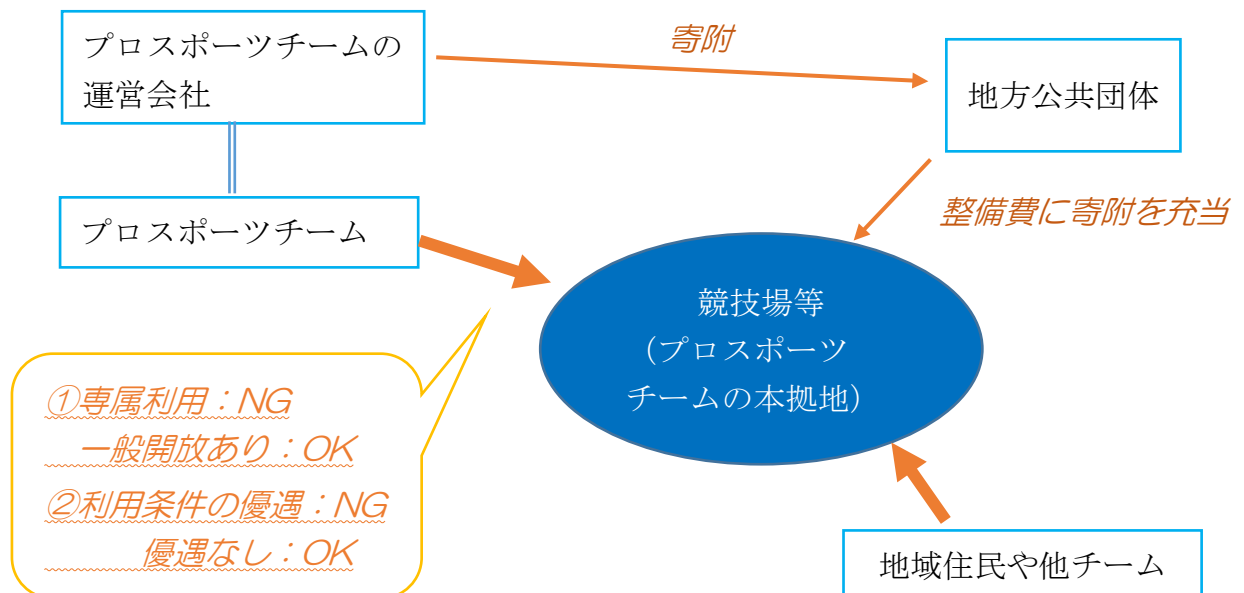 プロスポーツチームの
運営会社
寄附
地方公共団体
プロスポーツチーム
整備費に寄附を充当
競技場等
（プロスポーツ
チームの本拠地）
①専属利用：NG
一般開放あり：OK
②利用条件の優遇：NG
優遇なし：OK
地域住民や他チーム